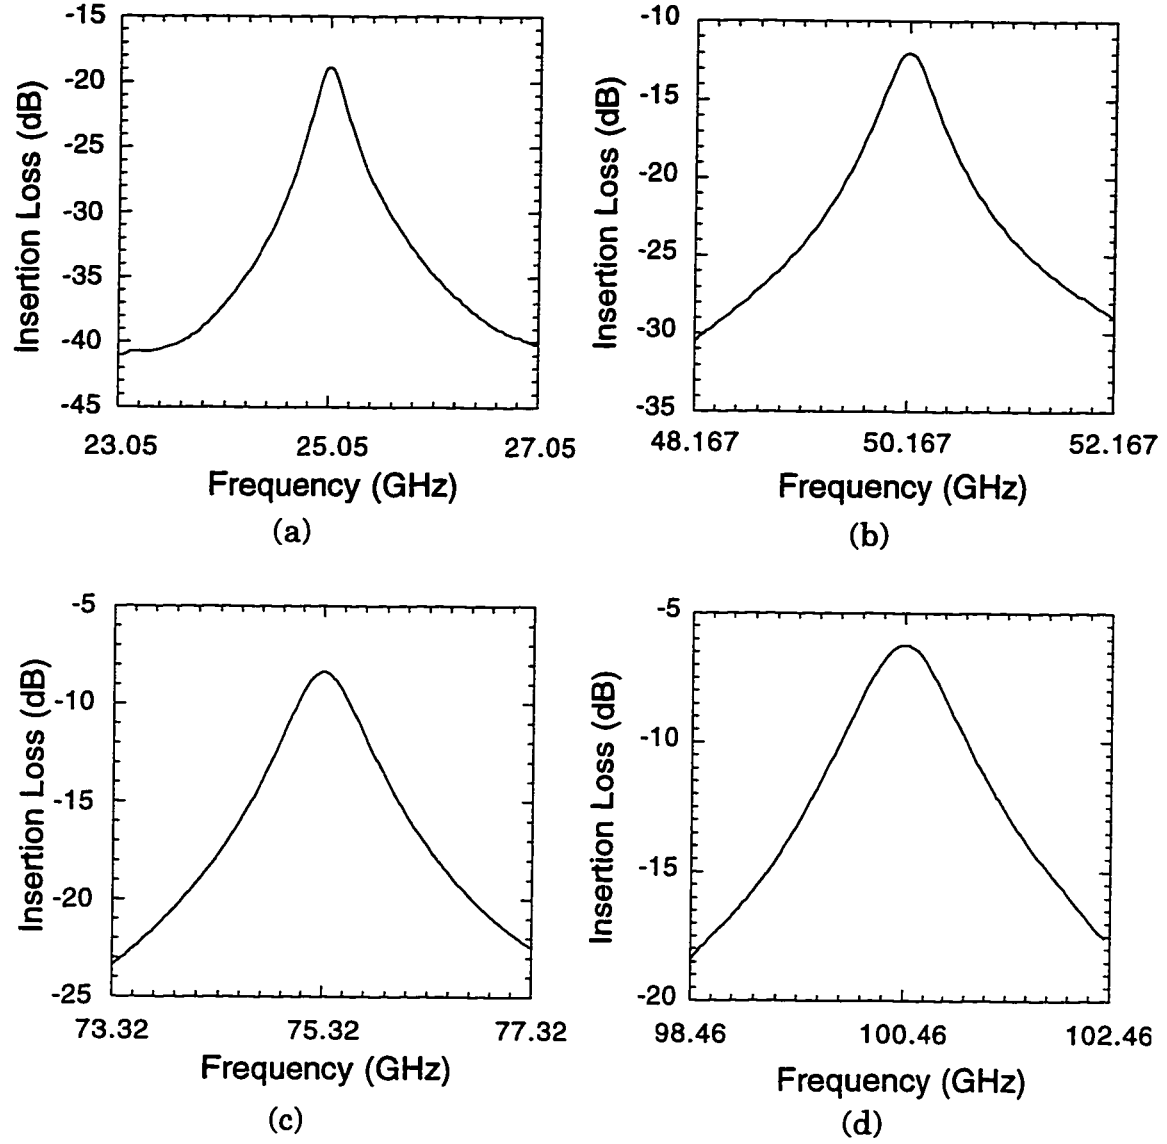 -15
-20
-25
-30
-35
-40
-45
Insertion Loss (dB)
23.05 25.05 27.05
Frequency (GHz)
(a)
-10
-15
-20
-25
-30
-35
Insertion Loss (dB)
48.167 50.167 52.167
Frequency (GHz)
(b)
-5
-10
-15
-20
-25
Insertion Loss (dB)
73.32 75.32 77.32
Frequency (GHz)
(c)
-5
-10
-15
-20
Insertion Loss (dB)
98.46 100.46 102.46
Frequency (GHz)
(d)